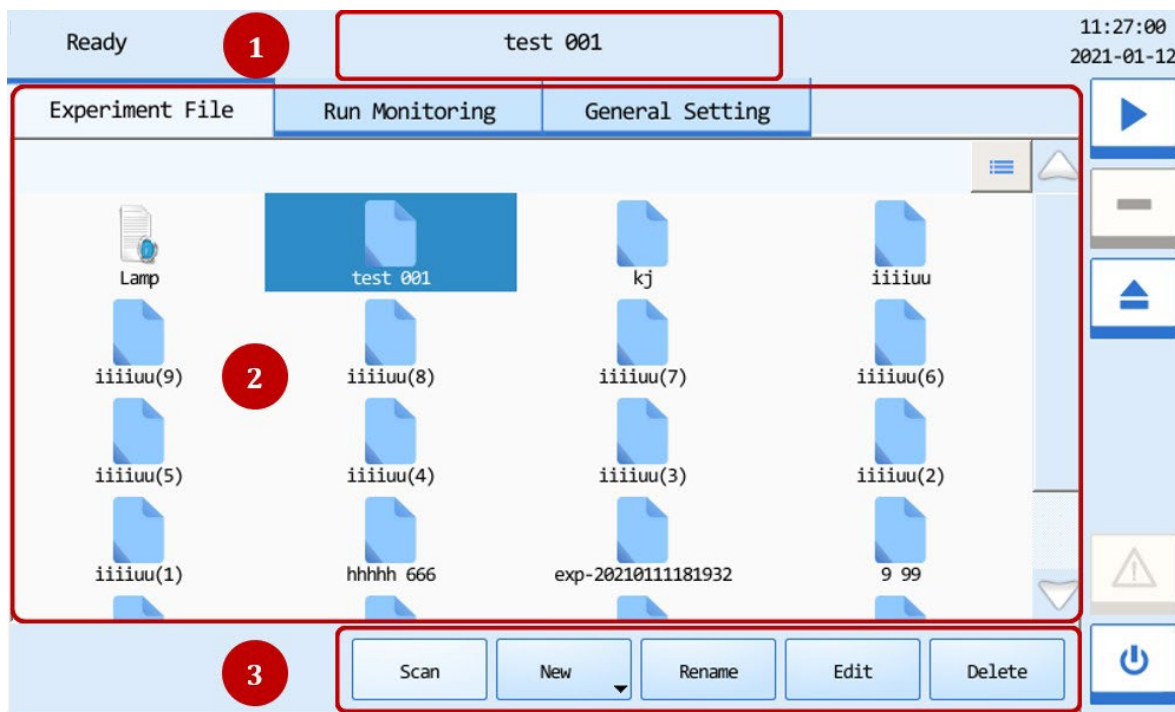 Ready
1
test 001
11:27:00
2021-01-12
Experiment File
Run Monitoring
General Setting
Lamp
test 001
kj
iiiiuu
iiiiuu(9)
2
iiiiuu(8)
iiiiuu(7)
iiiiuu(6)
iiiiuu(5)
iiiiuu(4)
iiiiuu(3)
iiiiuu(2)
iiiiuu(1)
hhhhh 666
exp-20210111181932
9 99
3
Scan
New
Rename
Edit
Delete